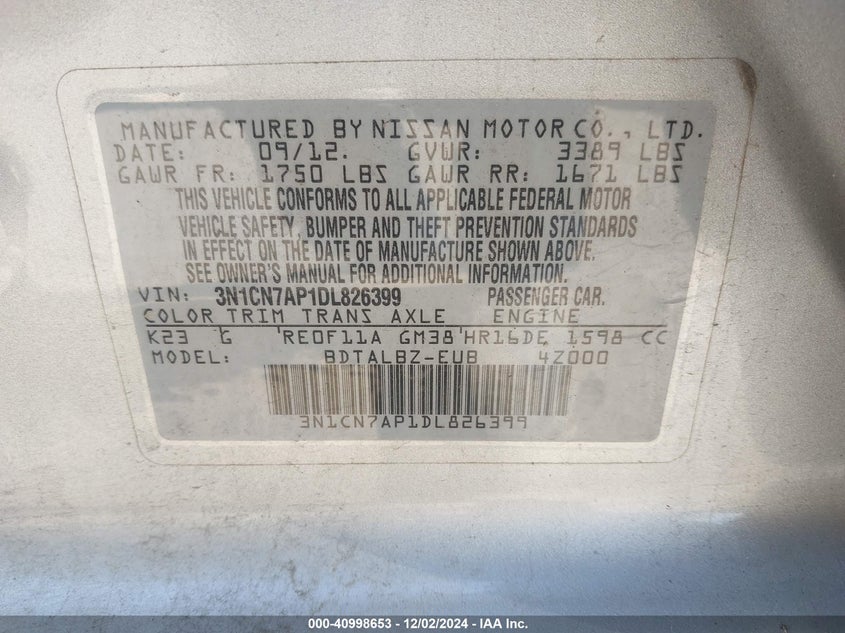 MANUFACTURED BY NISSAN MOTOR CO., LTD.
DATE: 09/12. GVWR: 3389 LBS
GAWR FR: 1750 LBS GAWR RR: 1671 LBS
THIS VEHICLE CONFORMS TO ALL APPLICABLE FEDERAL MOTOR
VEHICLE SAFETY, BUMPER AND THEFT PREVENTION STANDARDS
IN EFFECT ON THE DATE OF MANUFACTURE SHOWN ABOVE.
SEE OWNER'S MANUAL FOR ADDITIONAL INFORMATION.
VIN: 3N1CN7AP1DL826399 PASSENGER CAR.
COLOR TRIM TRANS AXLE ENGINE
K23 G RE0F11A GM38 HR16DE 1598 CC
MODEL: BDTALBZ-EUB 4Z000
3N1CN7AP1DL826399
000-40998653 - 12/02/2024 - IAA Inc.